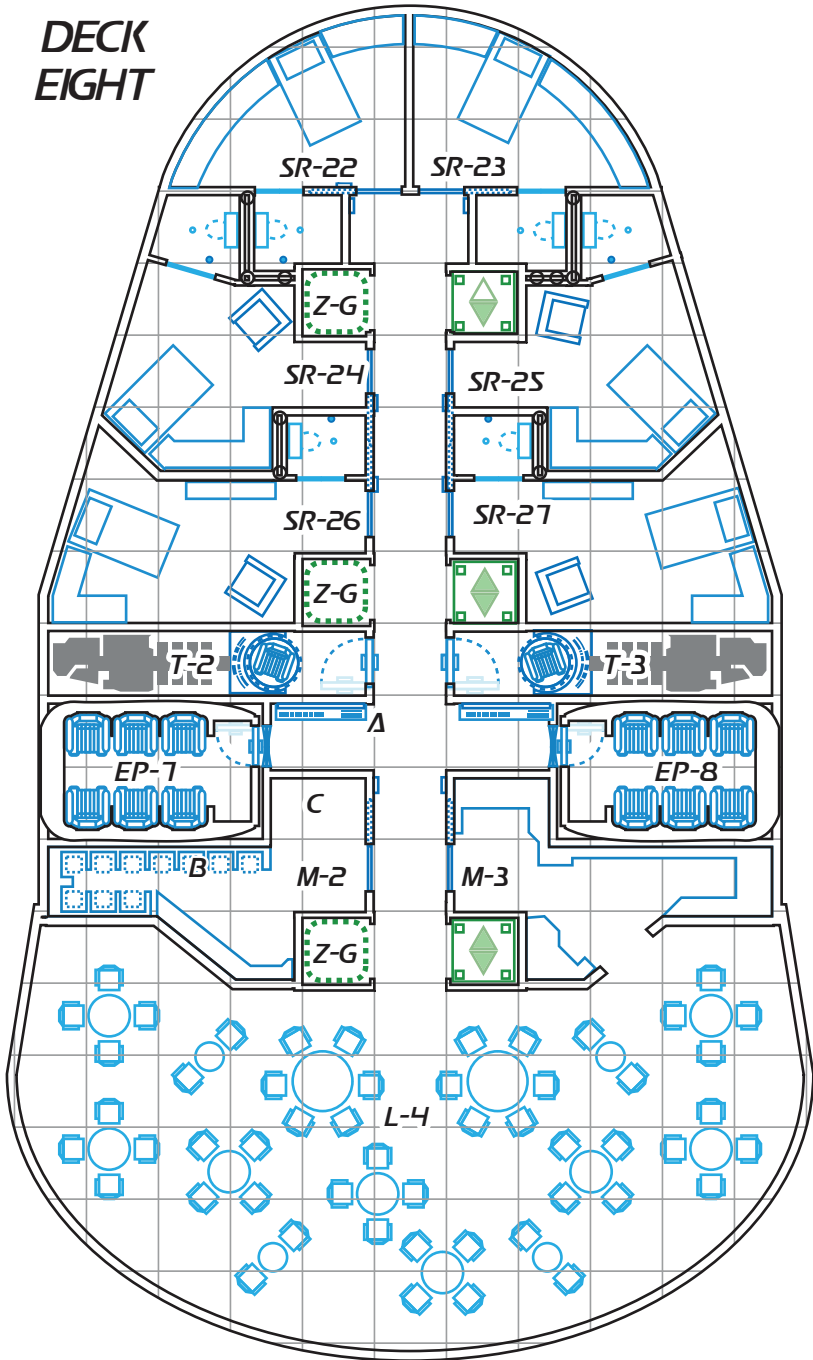 DECK
EIGHT
SR-22 SR-23
Z-G
SR-24 SR-25
SR-26 SR-27
Z-G
T-2 T-3
A
EP-7 EP-8
C
B M-2 M-3
Z-G
L-4